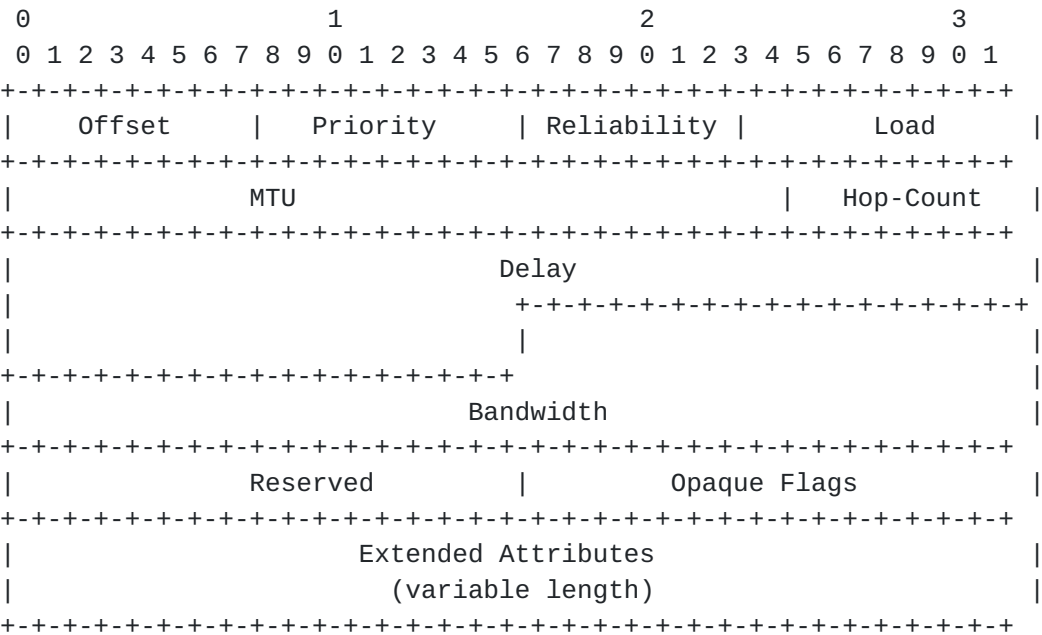 0                   1                   2                   3
 0 1 2 3 4 5 6 7 8 9 0 1 2 3 4 5 6 7 8 9 0 1 2 3 4 5 6 7 8 9 0 1
+-+-+-+-+-+-+-+-+-+-+-+-+-+-+-+-+-+-+-+-+-+-+-+-+-+-+-+-+-+-+-+-+
|    Offset     |   Priority     | Reliability |        Load      |
+-+-+-+-+-+-+-+-+-+-+-+-+-+-+-+-+-+-+-+-+-+-+-+-+-+-+-+-+-+-+-+-+
|               MTU                               |   Hop-Count   |
+-+-+-+-+-+-+-+-+-+-+-+-+-+-+-+-+-+-+-+-+-+-+-+-+-+-+-+-+-+-+-+-+
|                               Delay                             |
|                                +-+-+-+-+-+-+-+-+-+-+-+-+-+-+-+-+-+
|                                |                                |
+-+-+-+-+-+-+-+-+-+-+-+-+-+-+-+-+-+                                |
|                             Bandwidth                           |
+-+-+-+-+-+-+-+-+-+-+-+-+-+-+-+-+-+-+-+-+-+-+-+-+-+-+-+-+-+-+-+-+
|               Reserved         |         Opaque Flags           |
+-+-+-+-+-+-+-+-+-+-+-+-+-+-+-+-+-+-+-+-+-+-+-+-+-+-+-+-+-+-+-+-+
|                      Extended Attributes                        |
|                        (variable length)                        |
+-+-+-+-+-+-+-+-+-+-+-+-+-+-+-+-+-+-+-+-+-+-+-+-+-+-+-+-+-+-+-+-+